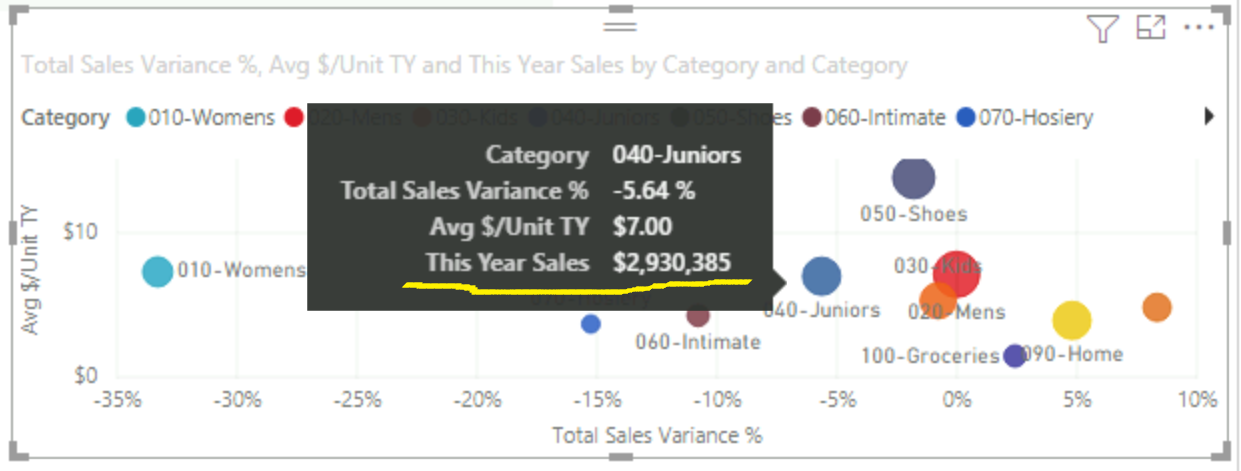 Total Sales Variance %, Avg $/Unit TY and This Year Sales by Category and Category
Category 010-Womens 020-Mens 030-Kids 040-Juniors 050-Shoes 060-Intimate 070-Hosiery
Category 040-Juniors
Total Sales Variance % -5.64 %
Avg $/Unit TY $7.00
This Year Sales $2,930,385
Avg $/Unit TY
$10
$0
050-Shoes
010-Womens
030-Kids
070-Hosiery
040-Juniors
020-Mens
060-Intimate
100-Groceries
090-Home
-35% -30% -25% -20% -15% -10% -5% 0% 5% 10%
Total Sales Variance %